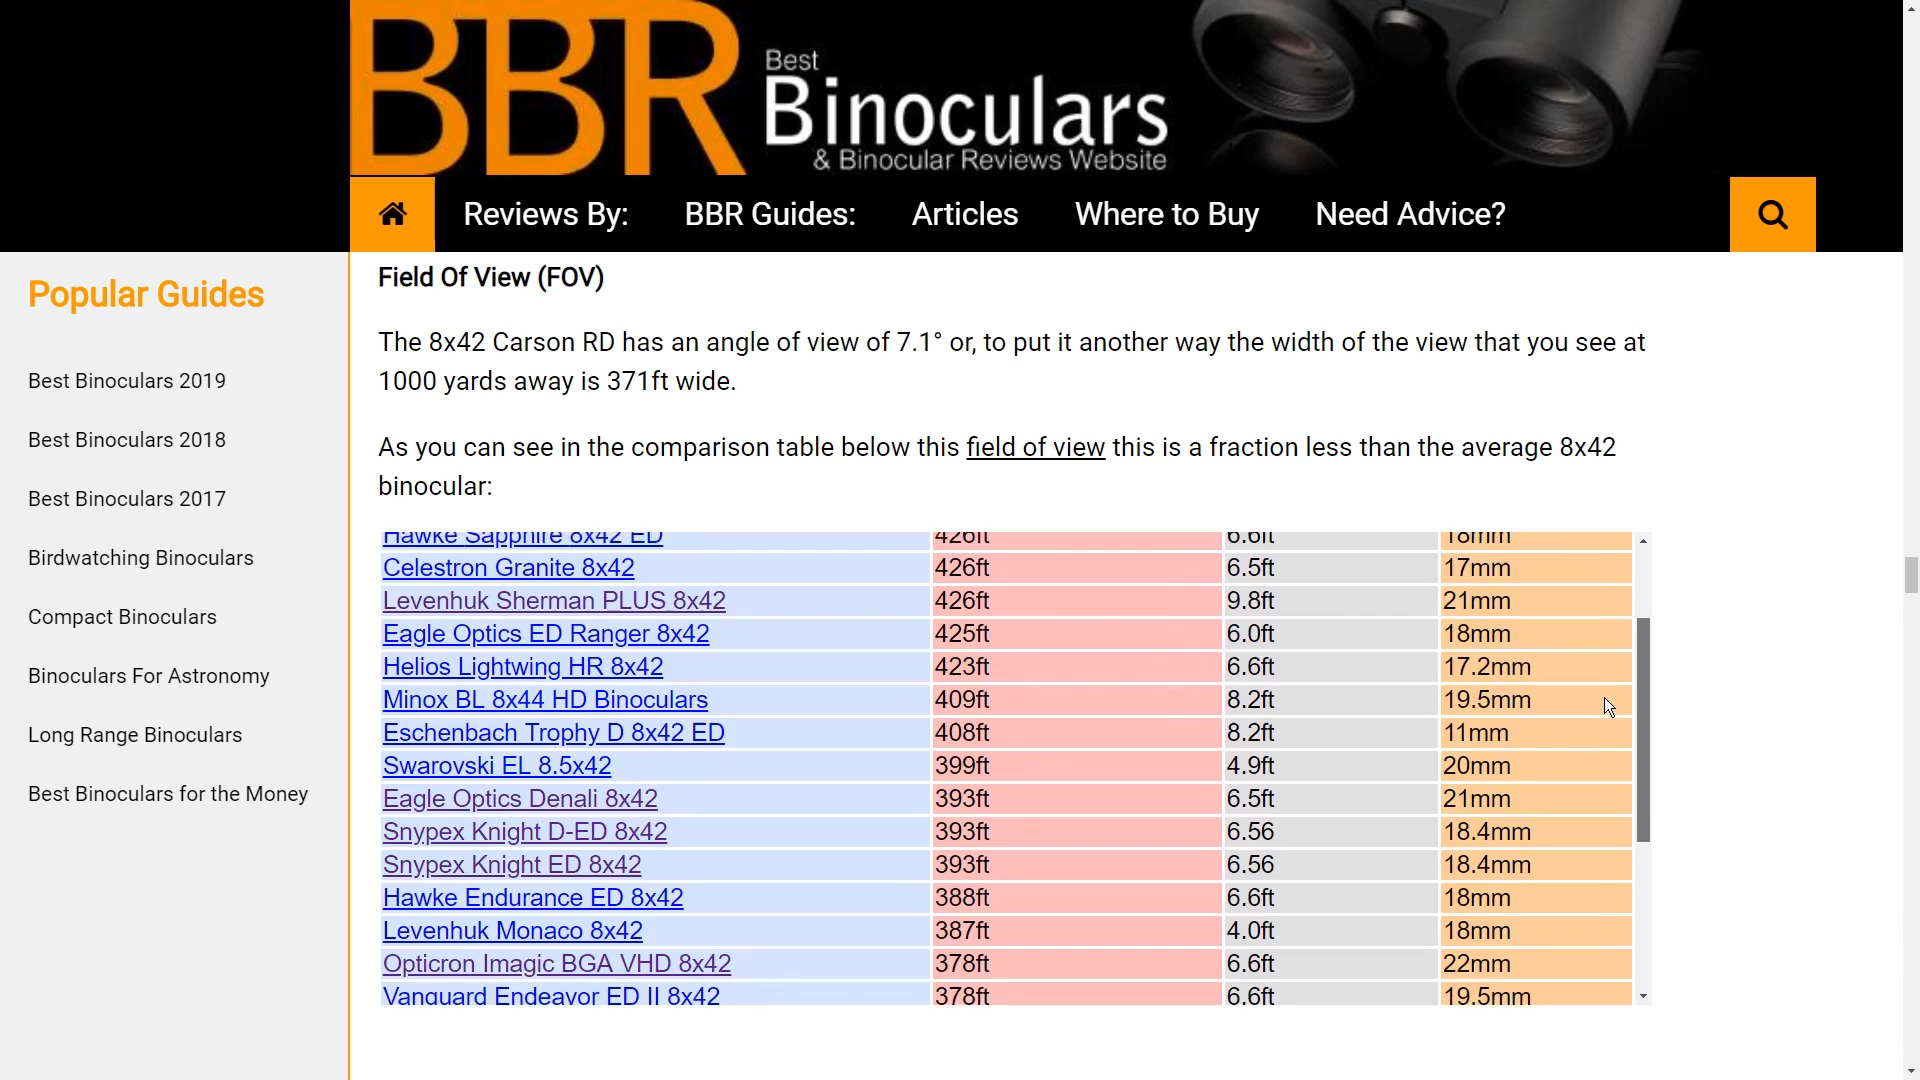 BBR
Best
Binoculars
& Binocular Reviews Website
Reviews By: BBR Guides: Articles Where to Buy Need Advice?
Popular Guides
Best Binoculars 2019
Best Binoculars 2018
Best Binoculars 2017
Birdwatching Binoculars
Compact Binoculars
Binoculars For Astronomy
Long Range Binoculars
Best Binoculars for the Money
Field Of View (FOV)
The 8x42 Carson RD has an angle of view of 7.1° or, to put it another way the width of the view that you see at
1000 yards away is 371ft wide.
As you can see in the comparison table below this field of view this is a fraction less than the average 8x42
binocular:
Hawke Sapphire 8x42 ED 426ft 6.6ft 18mm
Celestron Granite 8x42 426ft 6.5ft 17mm
Levenhuk Sherman PLUS 8x42 426ft 9.8ft 21mm
Eagle Optics ED Ranger 8x42 425ft 6.0ft 18mm
Helios Lightwing HR 8x42 423ft 6.6ft 17.2mm
Minox BL 8x44 HD Binoculars 409ft 8.2ft 19.5mm
Eschenbach Trophy D 8x42 ED 408ft 8.2ft 11mm
Swarovski EL 8.5x42 399ft 4.9ft 20mm
Eagle Optics Denali 8x42 393ft 6.5ft 21mm
Snypex Knight D-ED 8x42 393ft 6.56 18.4mm
Snypex Knight ED 8x42 393ft 6.56 18.4mm
Hawke Endurance ED 8x42 388ft 6.6ft 18mm
Levenhuk Monaco 8x42 387ft 4.0ft 18mm
Opticron Imagic BGA VHD 8x42 378ft 6.6ft 22mm
Vanguard Endeavor ED II 8x42 378ft 6.6ft 19.5mm